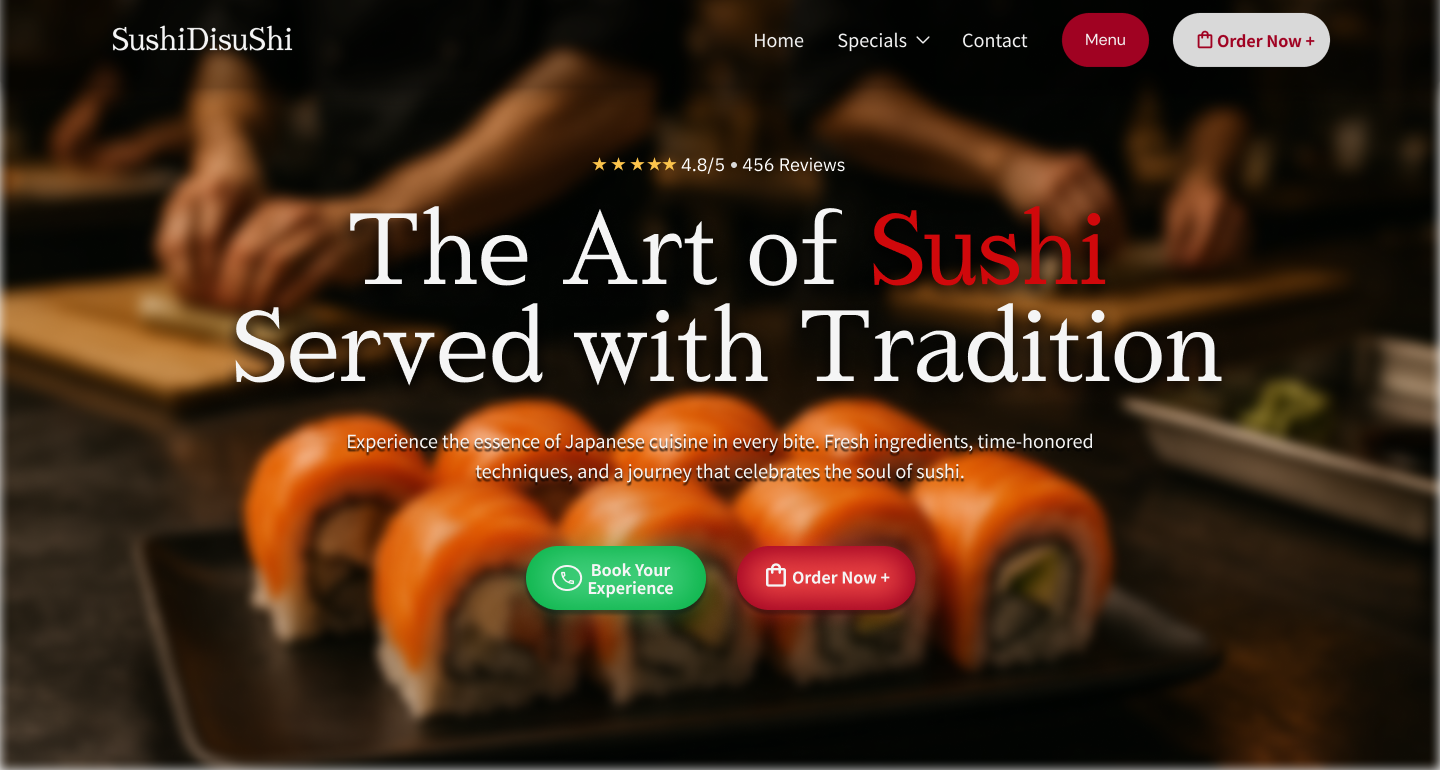 SushiDisuShi
Home Specials Contact Menu Order Now +
★★★★★ 4.8/5 • 456 Reviews
The Art of Sushi
Served with Tradition
Experience the essence of Japanese cuisine in every bite. Fresh ingredients, time-honored
techniques, and a journey that celebrates the soul of sushi.
Book Your
Experience
Order Now +